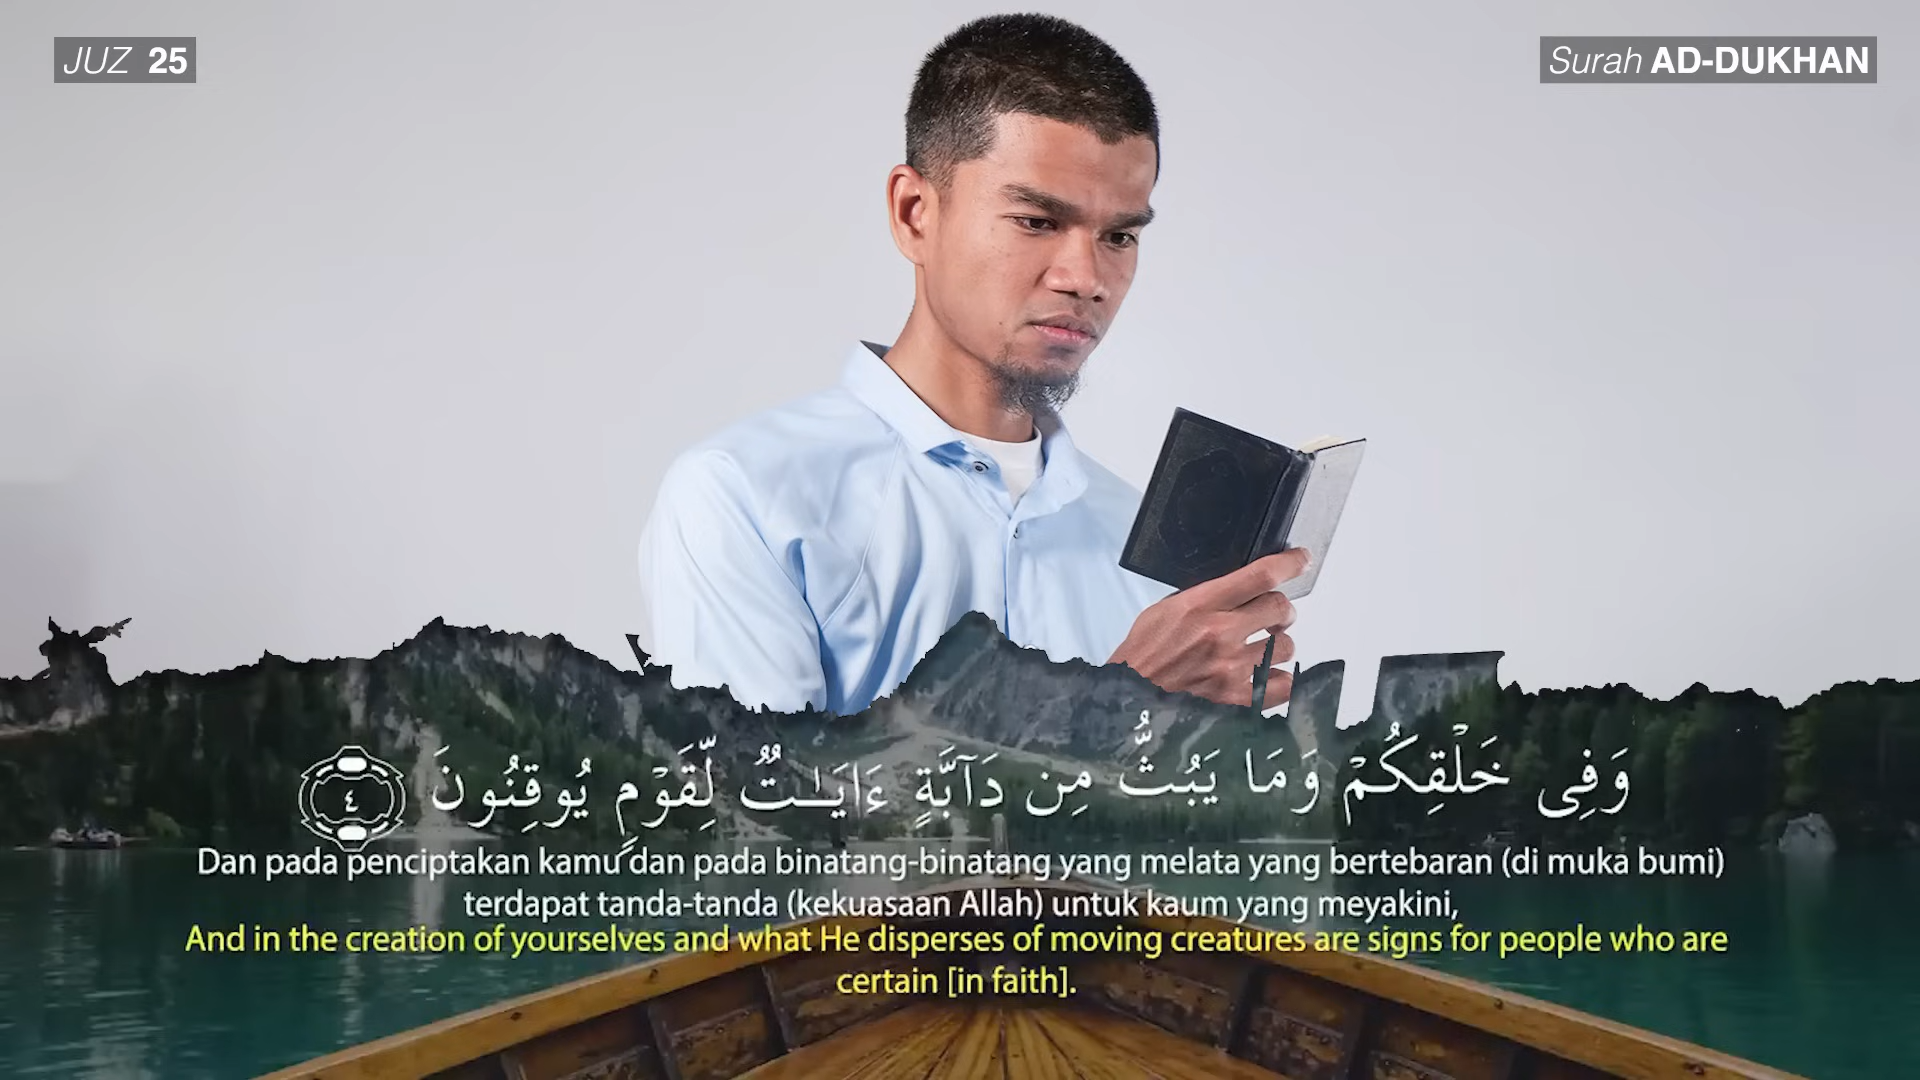 JUZ 25
Surah AD-DUKHAN
وَفِى خَلْقِكُمْ وَمَا يَبُثُّ مِن دَآبَّةٍ ءَايَـٰتٌ لِّقَوْمٍ يُوقِنُونَ ٤
Dan pada penciptakan kamu dan pada binatang-binatang yang melata yang bertebaran (di muka bumi)
terdapat tanda-tanda (kekuasaan Allah) untuk kaum yang meyakini,
And in the creation of yourselves and what He disperses of moving creatures are signs for people who are
certain [in faith].